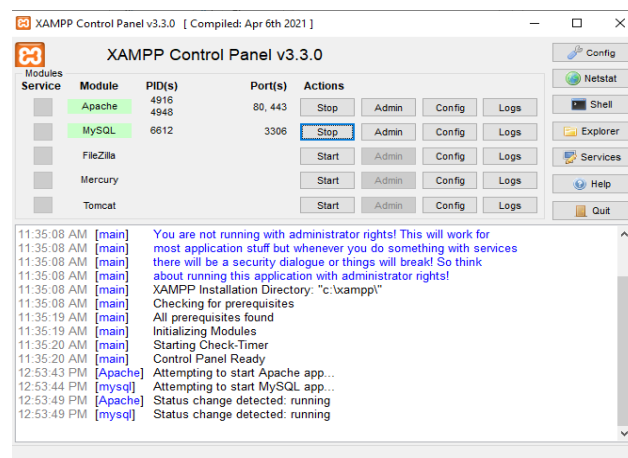 XAMPP Control Panel v3.3.0 [ Compiled: Apr 6th 2021 ]
XAMPP Control Panel v3.3.0
Config
Modules
Service Module PID(s) Port(s) Actions
Netstat
Apache 4916 4948 80, 443 Stop Admin Config Logs
Shell
MySQL 6612 3306 Stop Admin Config Logs
Explorer
FileZilla Start Admin Config Logs
Services
Mercury Start Admin Config Logs
Help
Tomcat Start Admin Config Logs
Quit
11:35:08 AM [main] You are not running with administrator rights! This will work for
11:35:08 AM [main] most application stuff but whenever you do something with services
11:35:08 AM [main] there will be a security dialogue or things will break! So think
11:35:08 AM [main] about running this application with administrator rights!
11:35:08 AM [main] XAMPP Installation Directory: "c:\xampp\"
11:35:08 AM [main] Checking for prerequisites
11:35:19 AM [main] All prerequisites found
11:35:19 AM [main] Initializing Modules
11:35:20 AM [main] Starting Check-Timer
11:35:20 AM [main] Control Panel Ready
12:53:43 PM [Apache] Attempting to start Apache app...
12:53:44 PM [mysql] Attempting to start MySQL app...
12:53:49 PM [Apache] Status change detected: running
12:53:49 PM [mysql] Status change detected: running